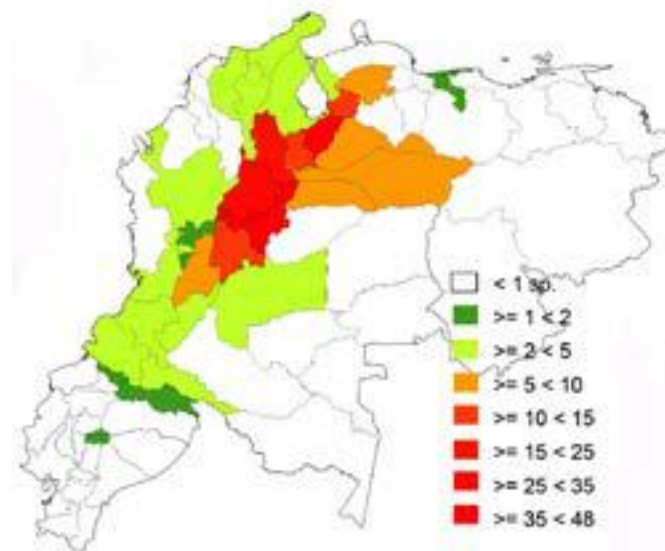 < 1 sp.
>= 1 < 2
>= 2 < 5
>= 5 < 10
>= 10 < 15
>= 15 < 25
>= 25 < 35
>= 35 < 48